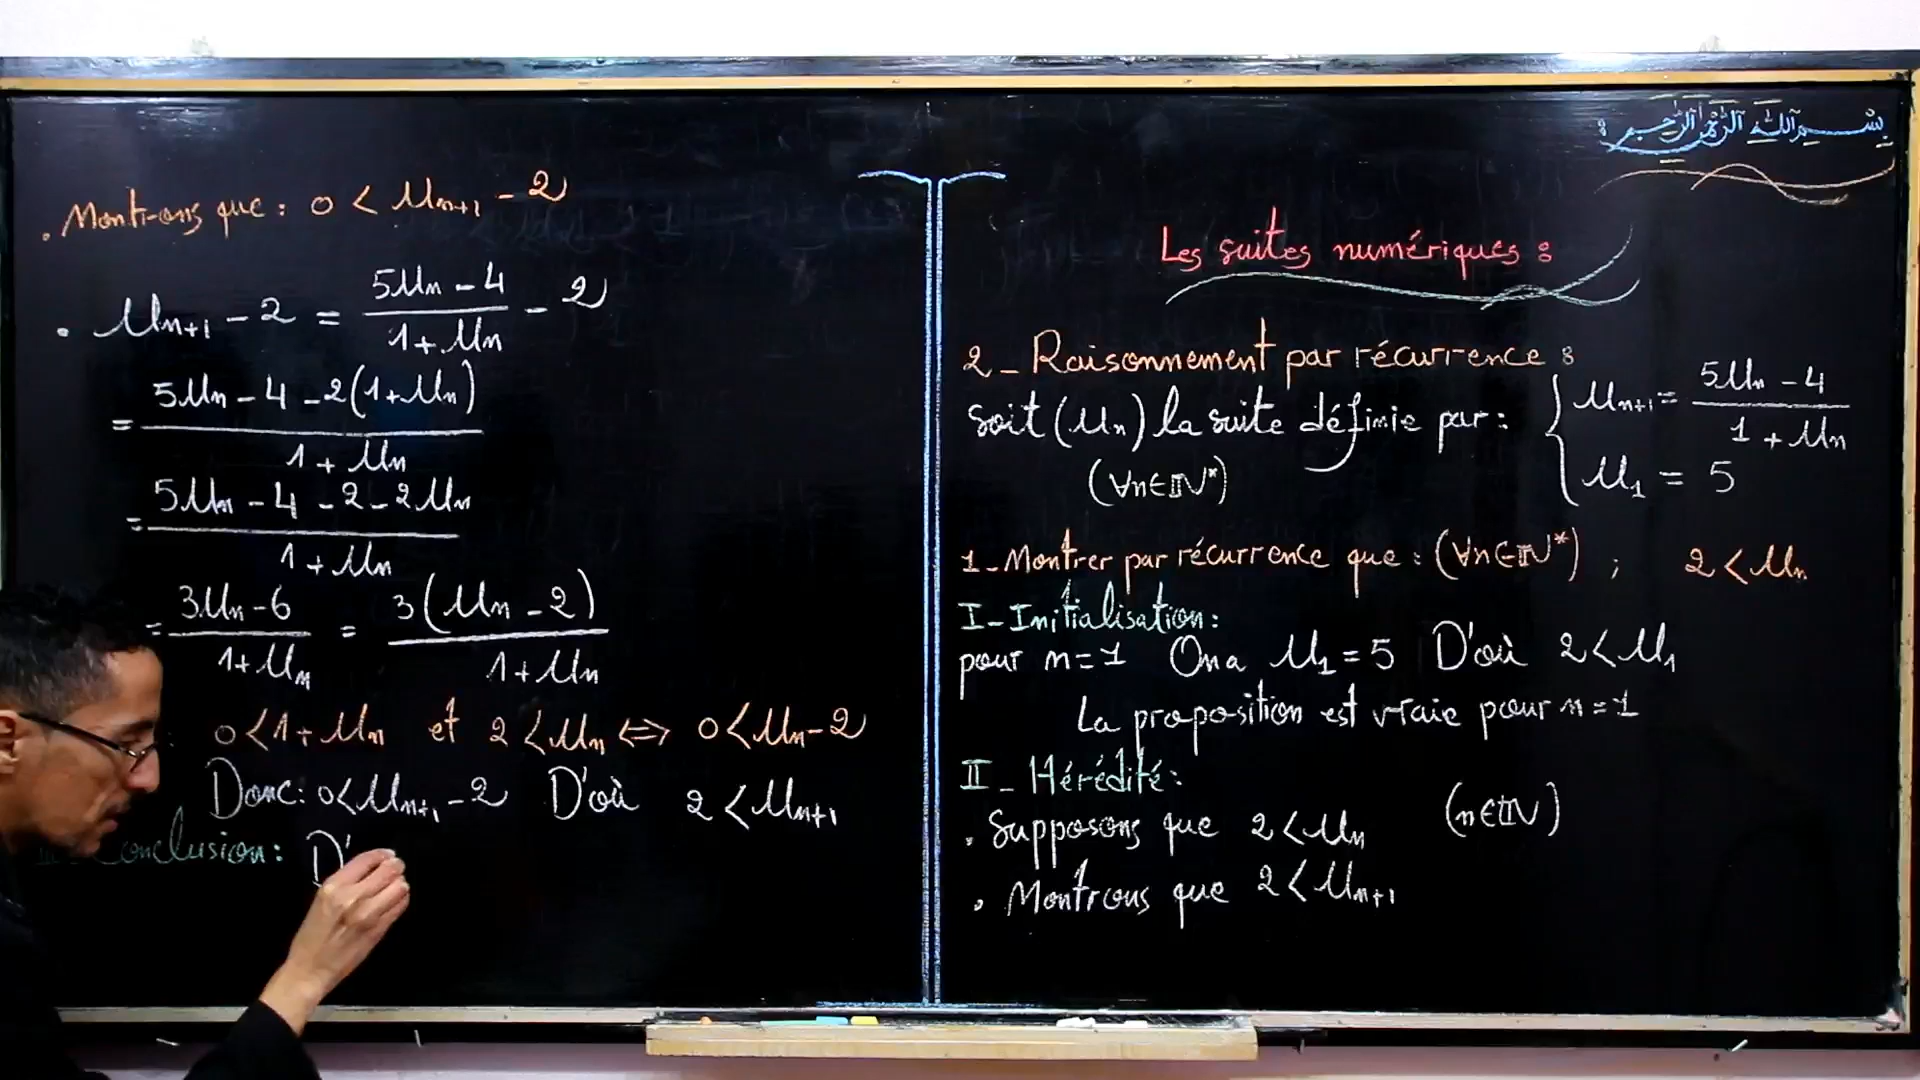 بسم الله الرحمن الرحيم :
Les suites numériques :
2 - Raisonnement par récurrence :
soit (Un) la suite définie par : { Un+1 = (5Un - 4)/(1 + Un)
(∀n∈IN*) U1 = 5
1 - Montrer par récurrence que : (∀n∈IN*) ; 2 < Un
I - Initialisation :
pour n = 1 On a U1 = 5 D'où 2 < U1
La proposition est vraie pour n = 1
II - Hérédité :
. Supposons que 2 < Un (n∈IN)
. Montrons que 2 < Un+1
. Montrons que : 0 < Un+1 - 2
. Un+1 - 2 = (5Un - 4)/(1 + Un) - 2
= (5Un - 4 - 2(1 + Un))/(1 + Un)
= (5Un - 4 - 2 - 2Un)/(1 + Un)
= (3Un - 6)/(1 + Un) = 3(Un - 2)/(1 + Un)
0 < 1 + Un et 2 < Un ⟺ 0 < Un - 2
Donc : 0 < Un+1 - 2 D'où 2 < Un+1
Conclusion : D'